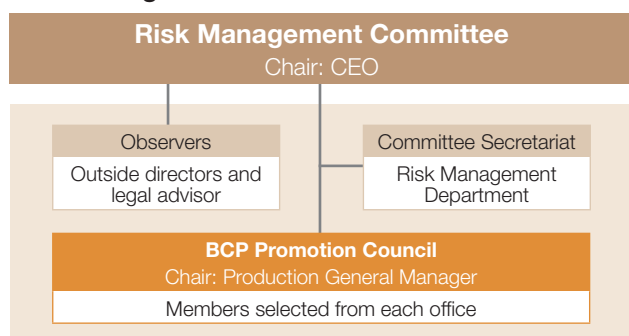 Risk Management Committee
Chair: CEO
Observers
Outside directors and
legal advisor
Committee Secretariat
Risk Management
Department
BCP Promotion Council
Chair: Production General Manager
Members selected from each office